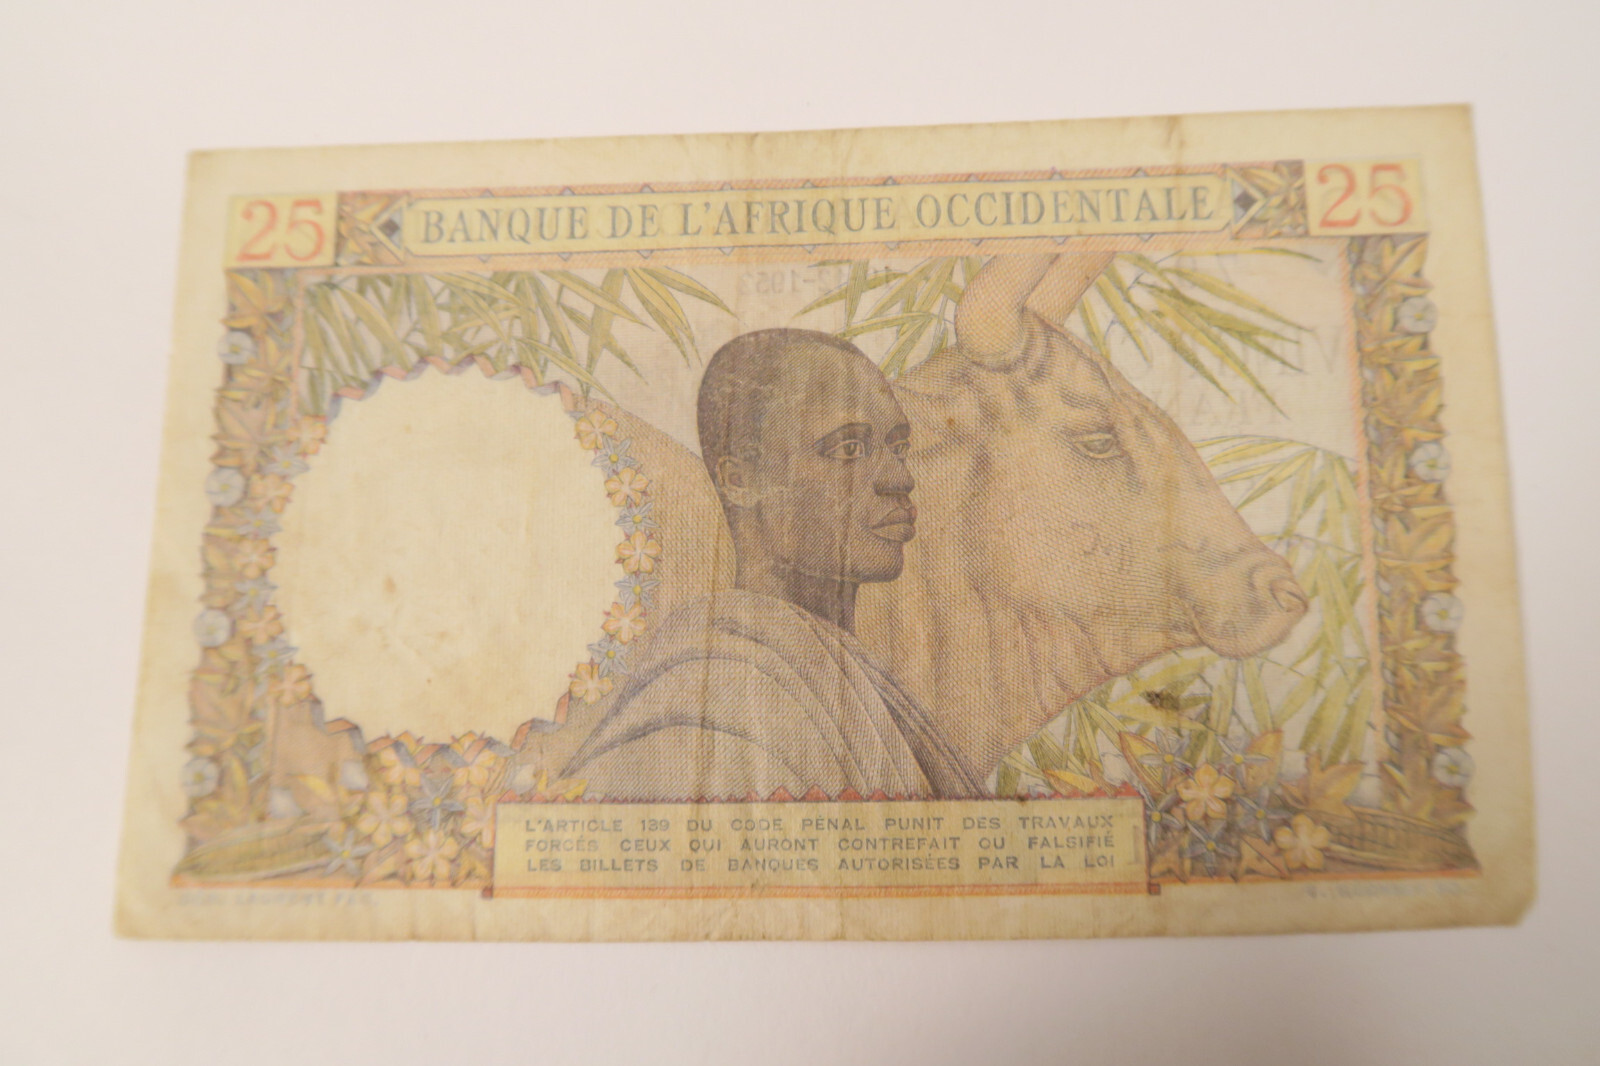 25
BANQUE DE L'AFRIQUE OCCIDENTALE
25
L'ARTICLE 139 DU CODE PÉNAL PUNIT DES TRAVAUX
FORCÉS CEUX QUI AURONT CONTREFAIT OU FALSIFIÉ
LES BILLETS DE BANQUES AUTORISÉES PAR LA LOI